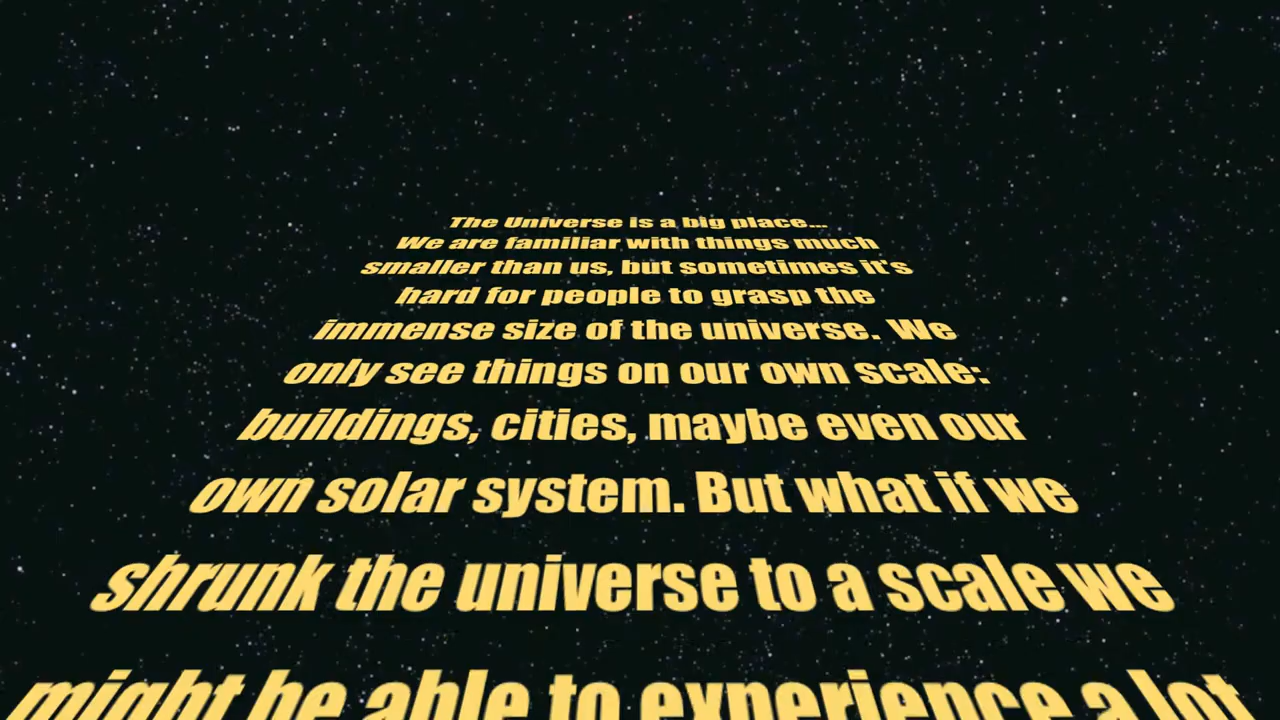 The Universe is a big place...
We are familiar with things much
smaller than us, but sometimes it's
hard for people to grasp the
immense size of the universe. We
only see things on our own scale:
buildings, cities, maybe even our
own solar system. But what if we
shrunk the universe to a scale we
might be able to experience a lot